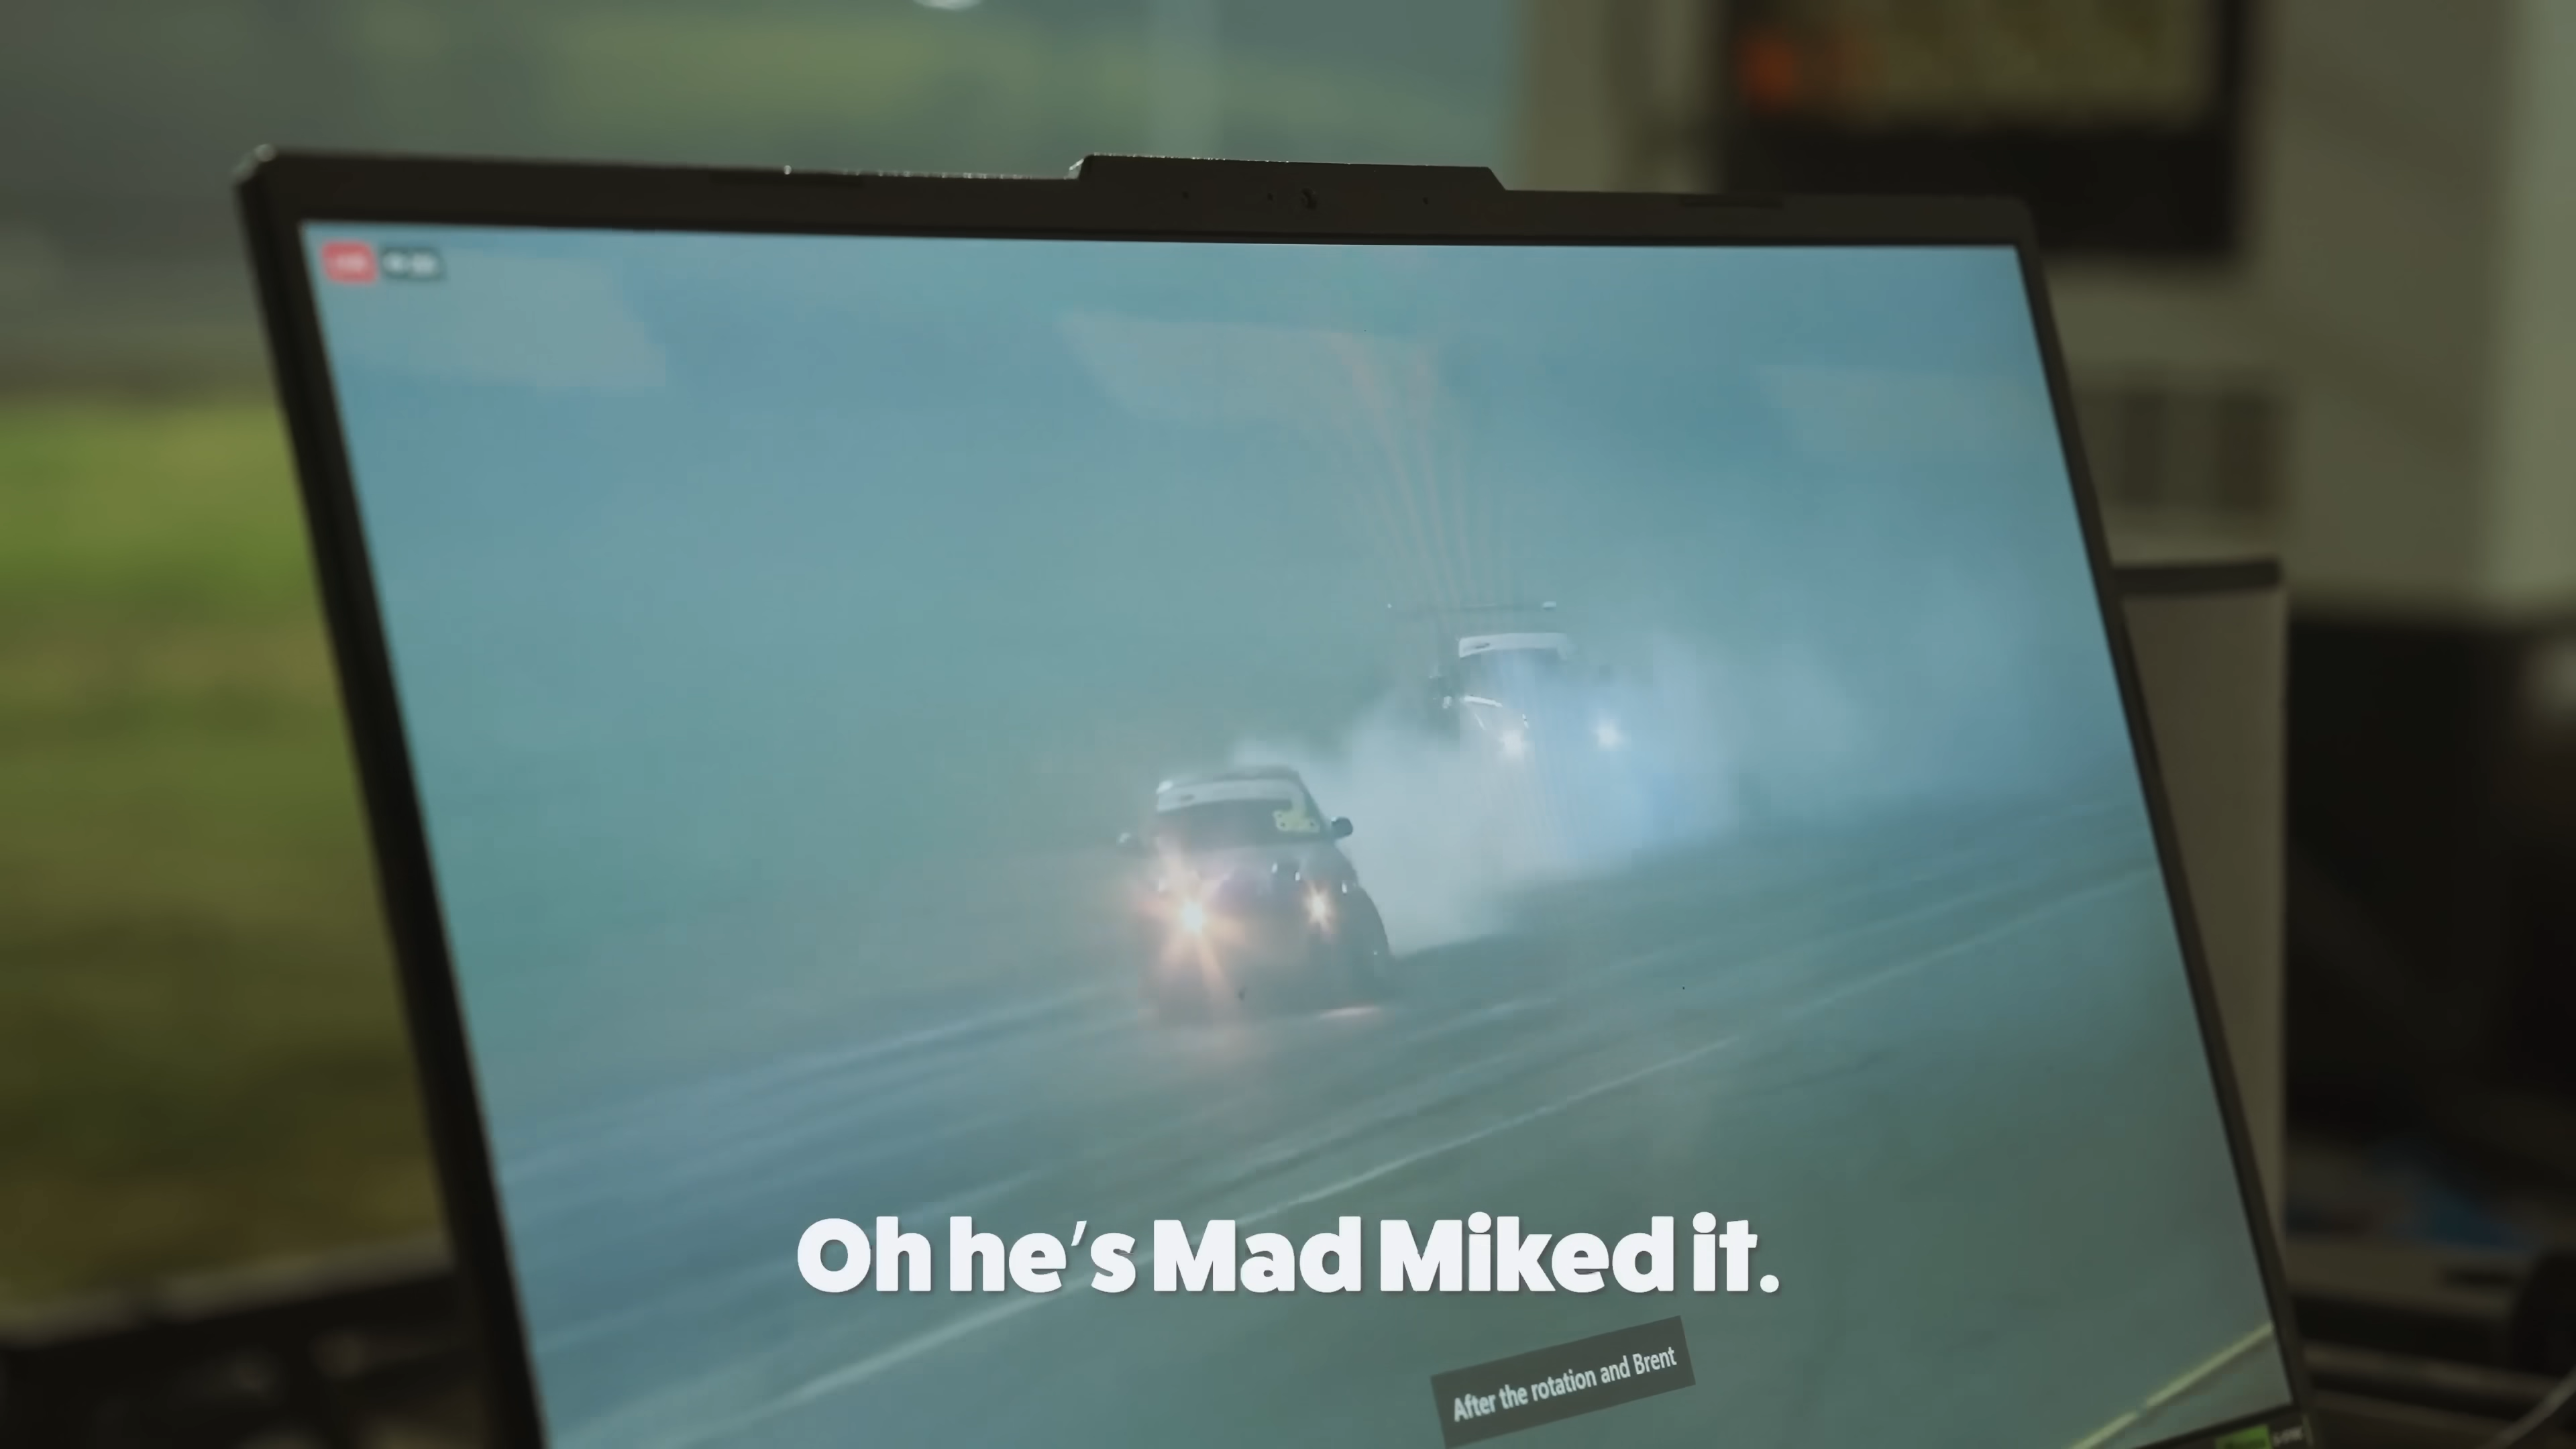 Oh he's Mad Miked it.
After the rotation and Brent